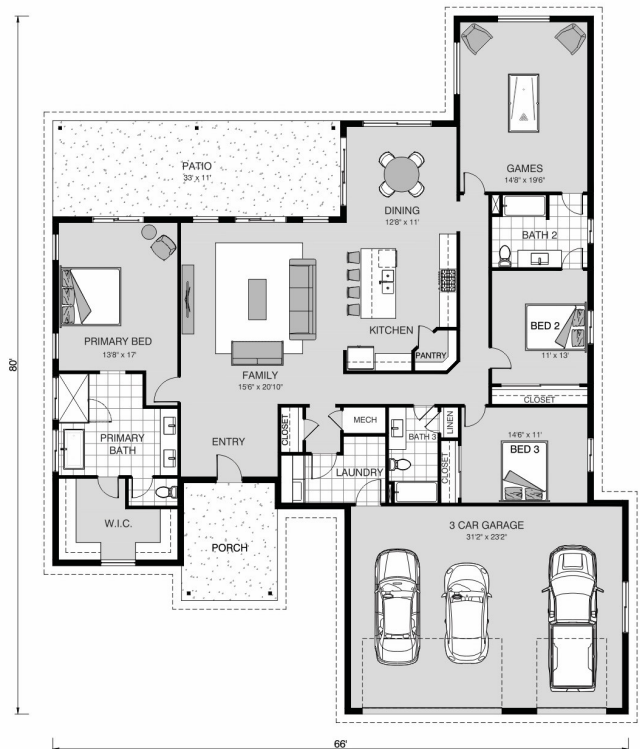 GAMES
14'8" x 19'6"
PATIO
33' x 11'
DINING
12'8" x 11'
BATH 2
KITCHEN
PANTRY
BED 2
11' x 13'
CLOSET
PRIMARY BED
13'8" x 17'
FAMILY
15'6" x 20'10"
80'
PRIMARY
BATH
ENTRY
CLOSET
MECH
LAUNDRY
BATH 3
LINEN
CLOSET
14'6" x 11'
BED 3
W.I.C.
PORCH
3 CAR GARAGE
31'2" x 23'2"
66'